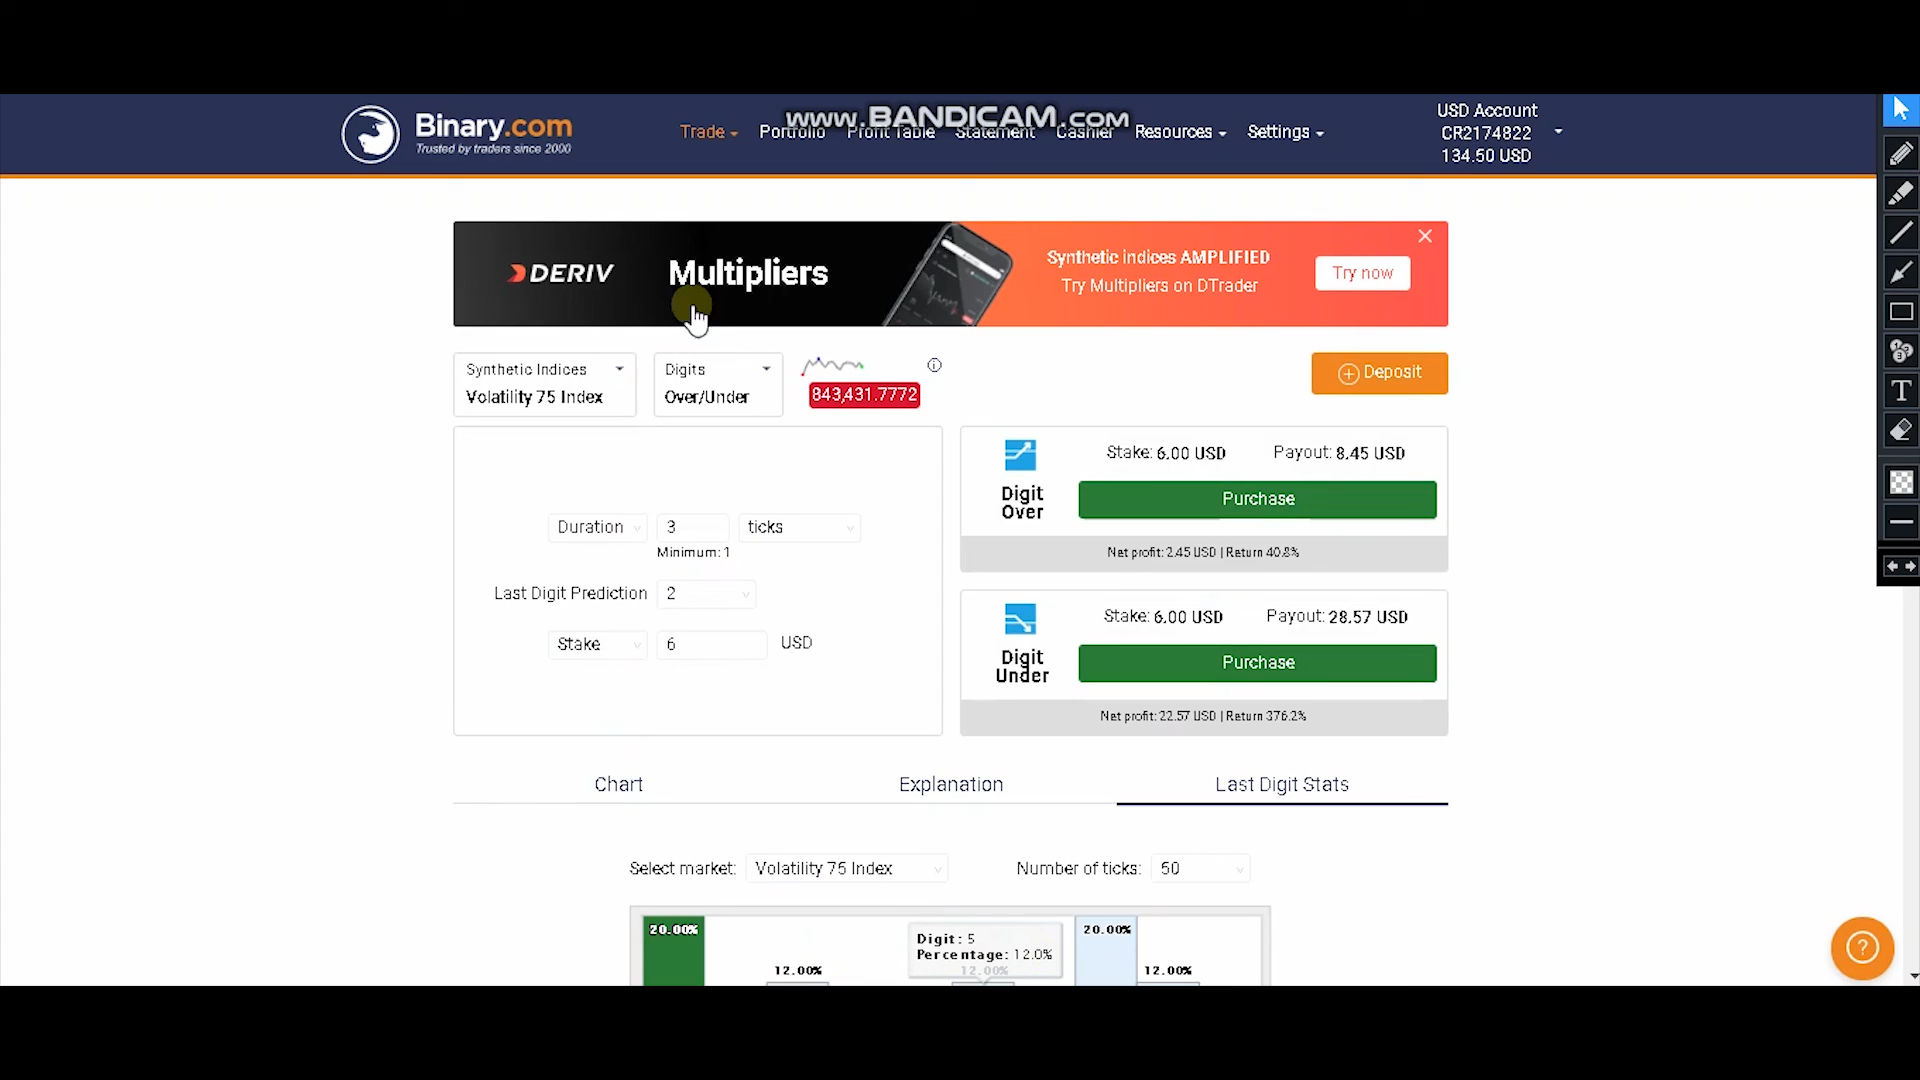 www.BANDICAM.com
Binary.com
Trusted by traders since 2000
Trade Portfolio Profit Table Statement Cashier Resources Settings
USD Account
CR2174822
134.50 USD
DERIV
Multipliers
Synthetic indices AMPLIFIED
Try Multipliers on DTrader
Try now
Synthetic Indices
Volatility 75 Index
Digits
Over/Under
843,431.7772
Deposit
Duration 3 ticks
Minimum: 1
Last Digit Prediction 2
Stake 6 USD
Digit Over
Stake: 6.00 USD Payout: 8.45 USD
Purchase
Net profit: 2.45 USD | Return 40.8%
Digit Under
Stake: 6.00 USD Payout: 28.57 USD
Purchase
Net profit: 22.57 USD | Return 376.2%
Chart Explanation Last Digit Stats
Select market: Volatility 75 Index Number of ticks: 50
20.00% 20.00%
Digit: 5
Percentage: 12.0%
12.00% 12.00% 12.00%
T
?